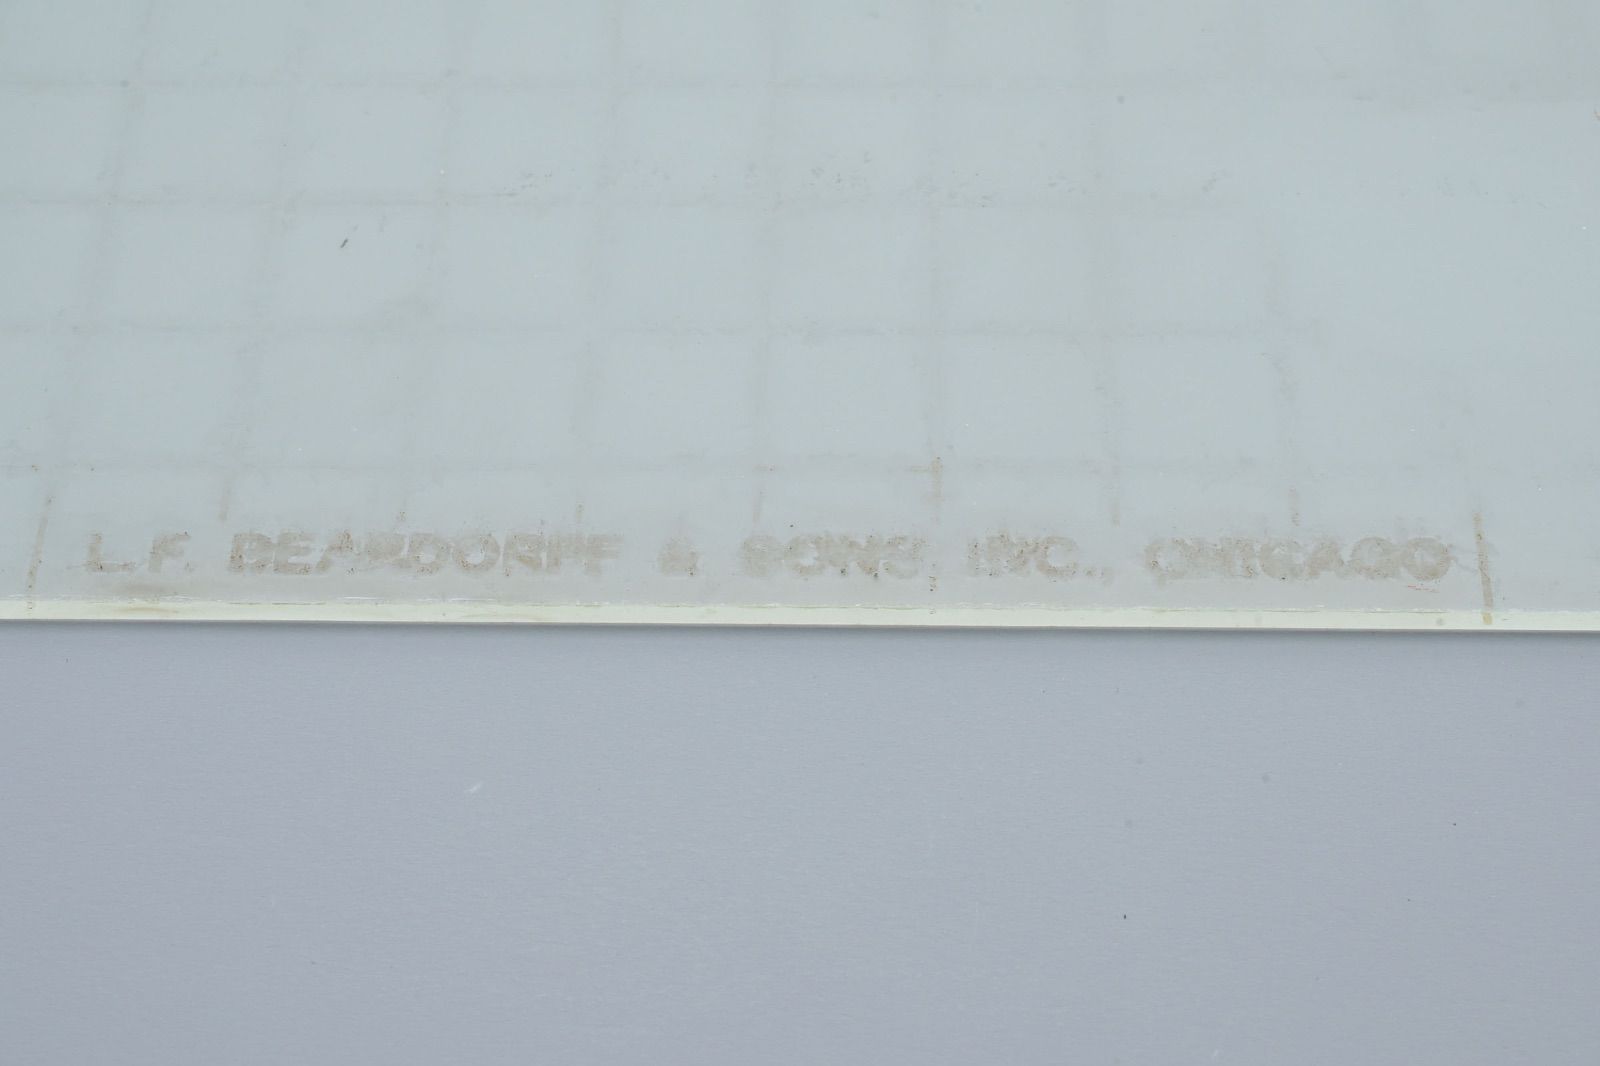 L.F. DEARDORFF & SONS, INC., CHICAGO